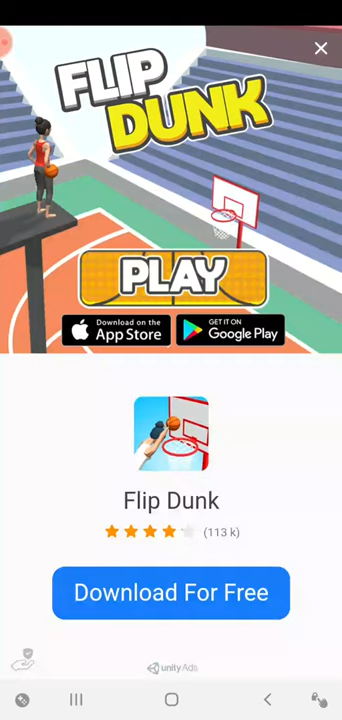 FLIP
DUNK
PLAY
Download on the
App Store
GET IT ON
Google Play
Flip Dunk
(113 k)
Download For Free
unity Ads